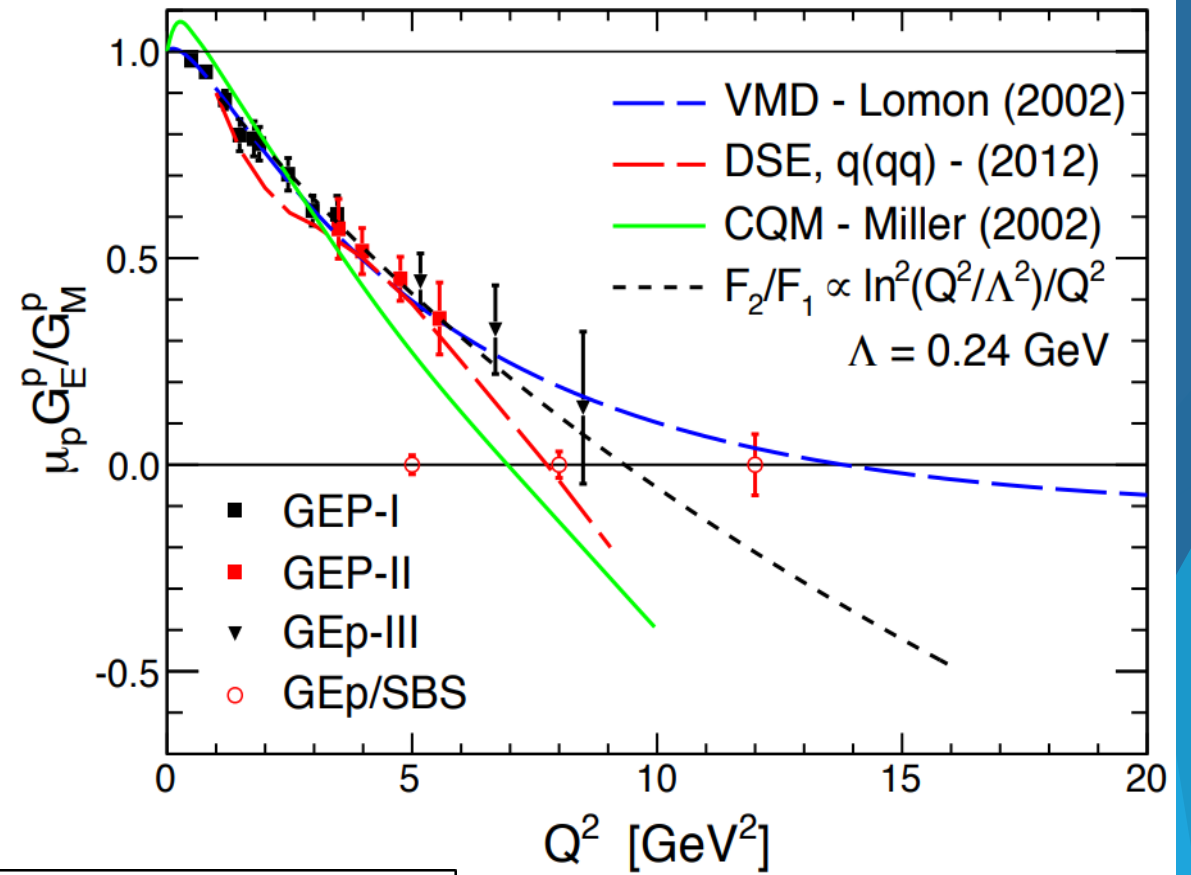 1.0
0.5
0.0
-0.5
μpG_E^p/G_M^p
VMD - Lomon (2002)
DSE, q(qq) - (2012)
CQM - Miller (2002)
F₂/F₁ ∝ ln²(Q²/Λ²)/Q²
Λ = 0.24 GeV
GEP-I
GEP-II
GEp-III
GEp/SBS
0 5 10 15 20
Q² [GeV²]